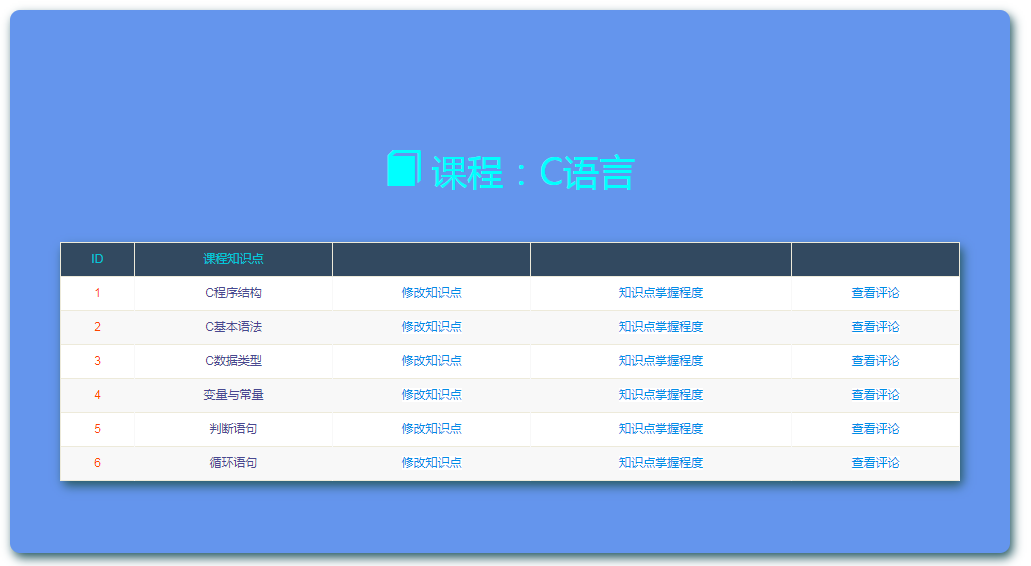 课程：C语言
ID 课程知识点
1 C程序结构 修改知识点 知识点掌握程度 查看评论
2 C基本语法 修改知识点 知识点掌握程度 查看评论
3 C数据类型 修改知识点 知识点掌握程度 查看评论
4 变量与常量 修改知识点 知识点掌握程度 查看评论
5 判断语句 修改知识点 知识点掌握程度 查看评论
6 循环语句 修改知识点 知识点掌握程度 查看评论